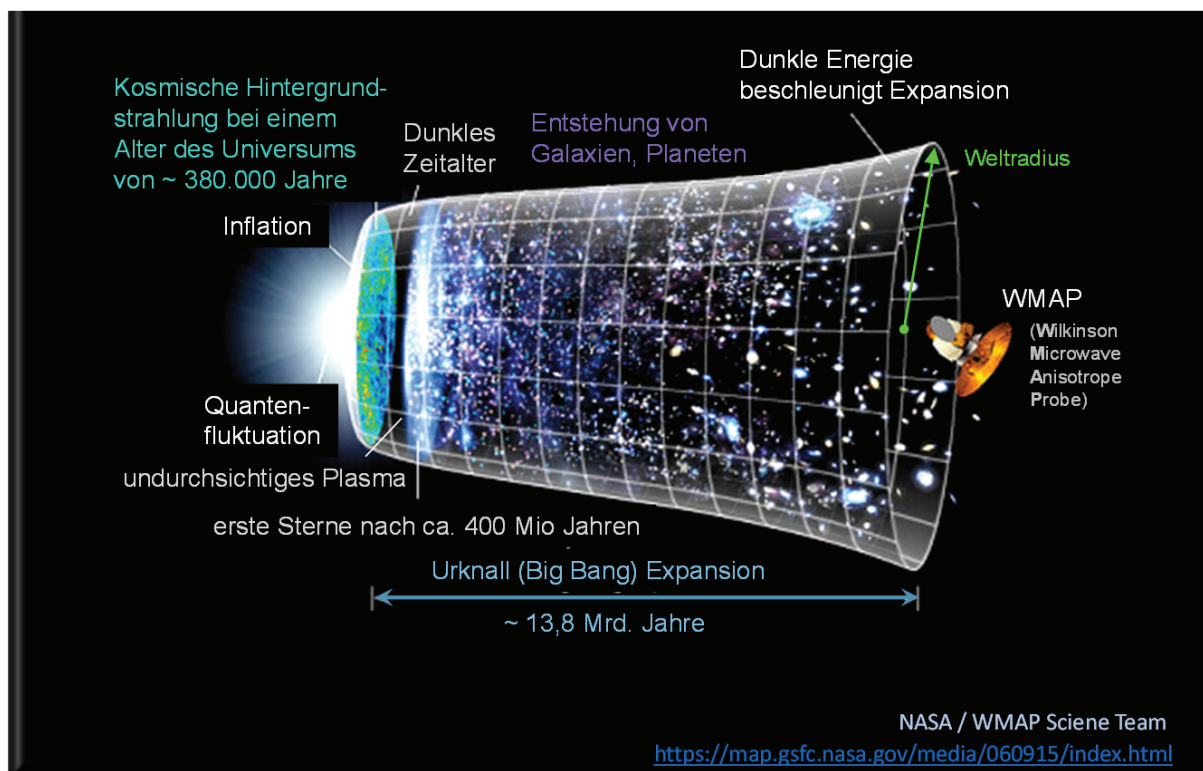 Dunkle Energie
beschleunigt Expansion
Kosmische Hintergrund-
strahlung bei einem
Alter des Universums
von ~ 380.000 Jahre
Dunkles
Zeitalter
Entstehung von
Galaxien, Planeten
Weltradius
Inflation
WMAP
(Wilkinson
Microwave
Anisotrope
Probe)
Quanten-
fluktuation
undurchsichtiges Plasma
erste Sterne nach ca. 400 Mio Jahren
Urknall (Big Bang) Expansion
~ 13,8 Mrd. Jahre
NASA / WMAP Sciene Team
https://map.gsfc.nasa.gov/media/060915/index.html